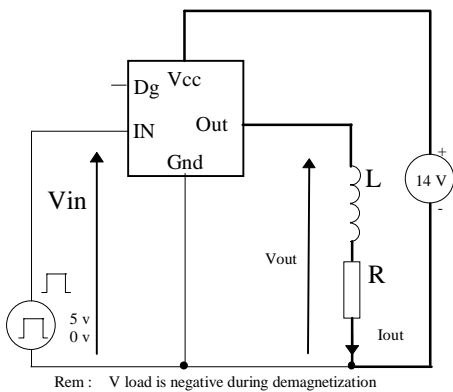 Vcc
Dg
IN
Out
Gnd
+
14 V
-
Vin
L
Vout
R
Iout
5 v
0 v
Rem : V load is negative during demagnetization